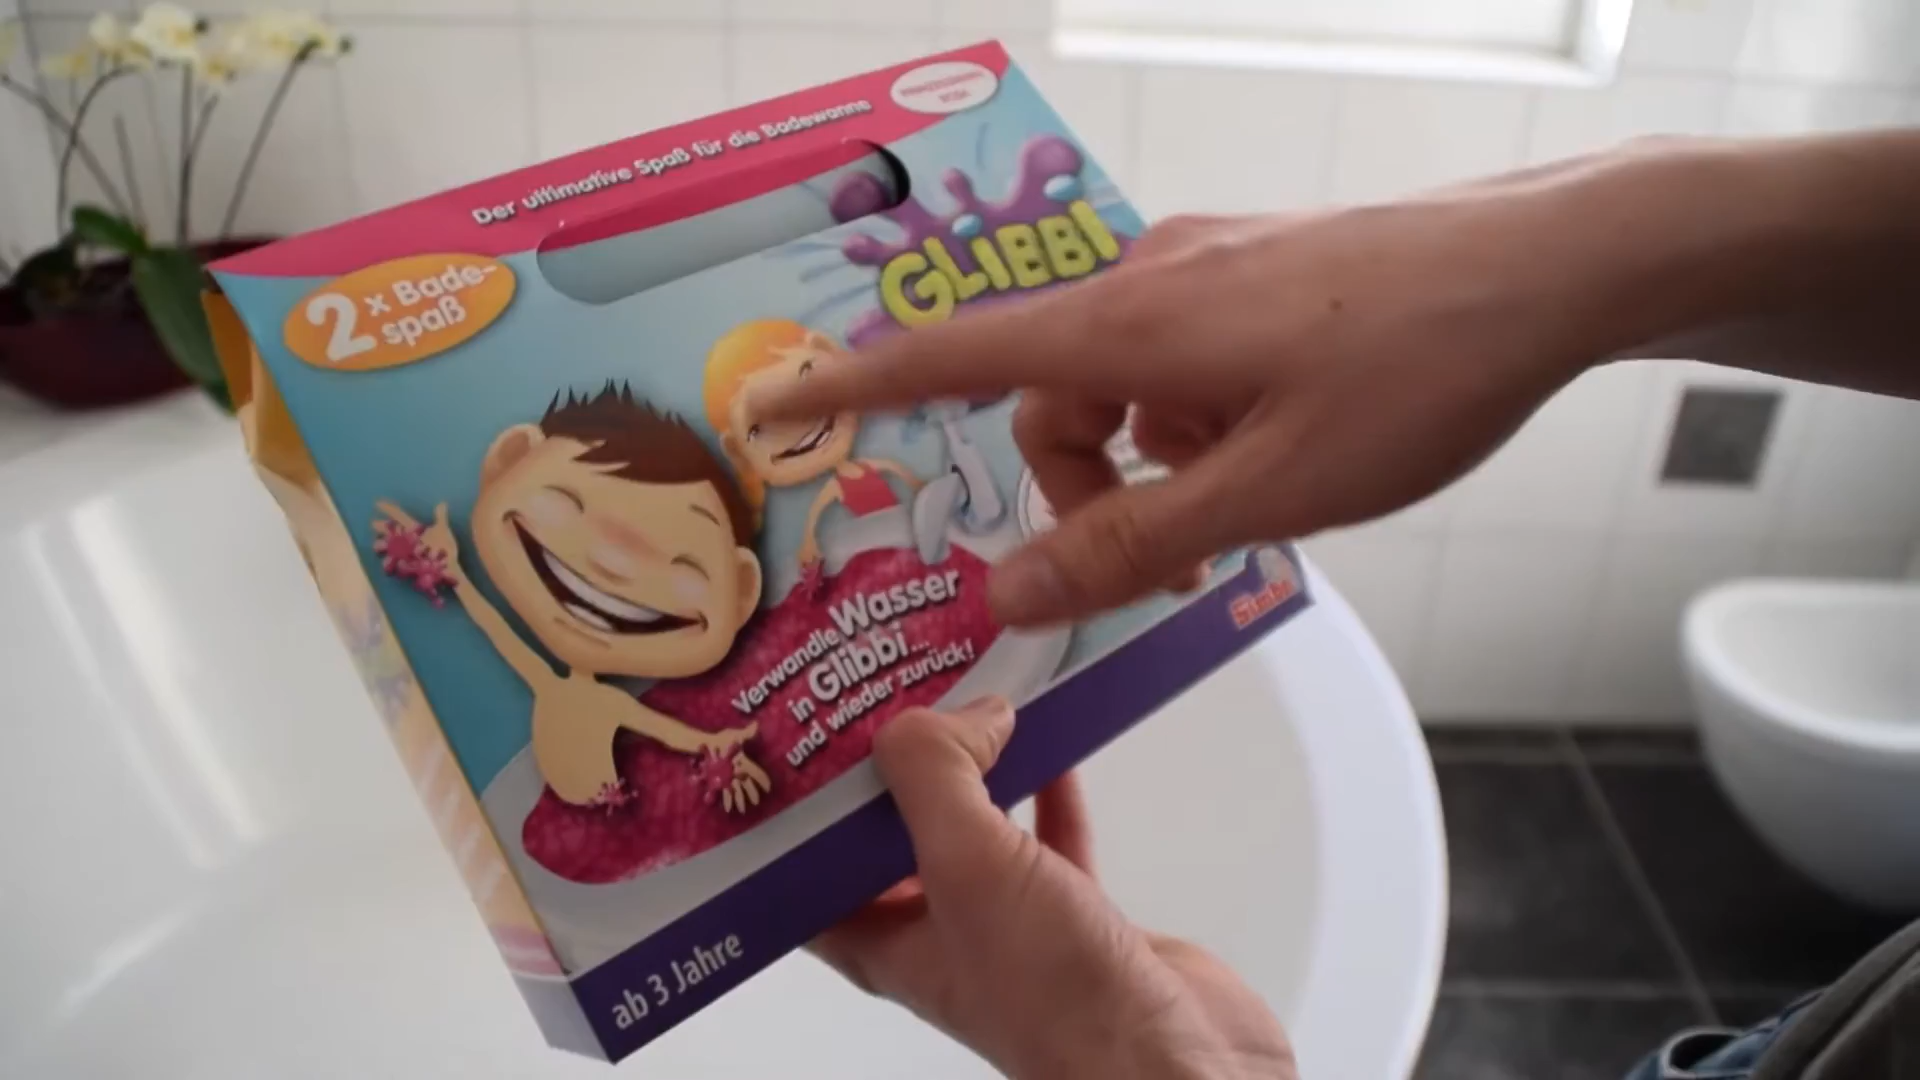 Der ultimative Spaß für die Badewanne
2 x Bade-
spaß
GLIBBI
Verwandle Wasser
in Glibbi...
und wieder zurück!
Simba
ab 3 Jahre